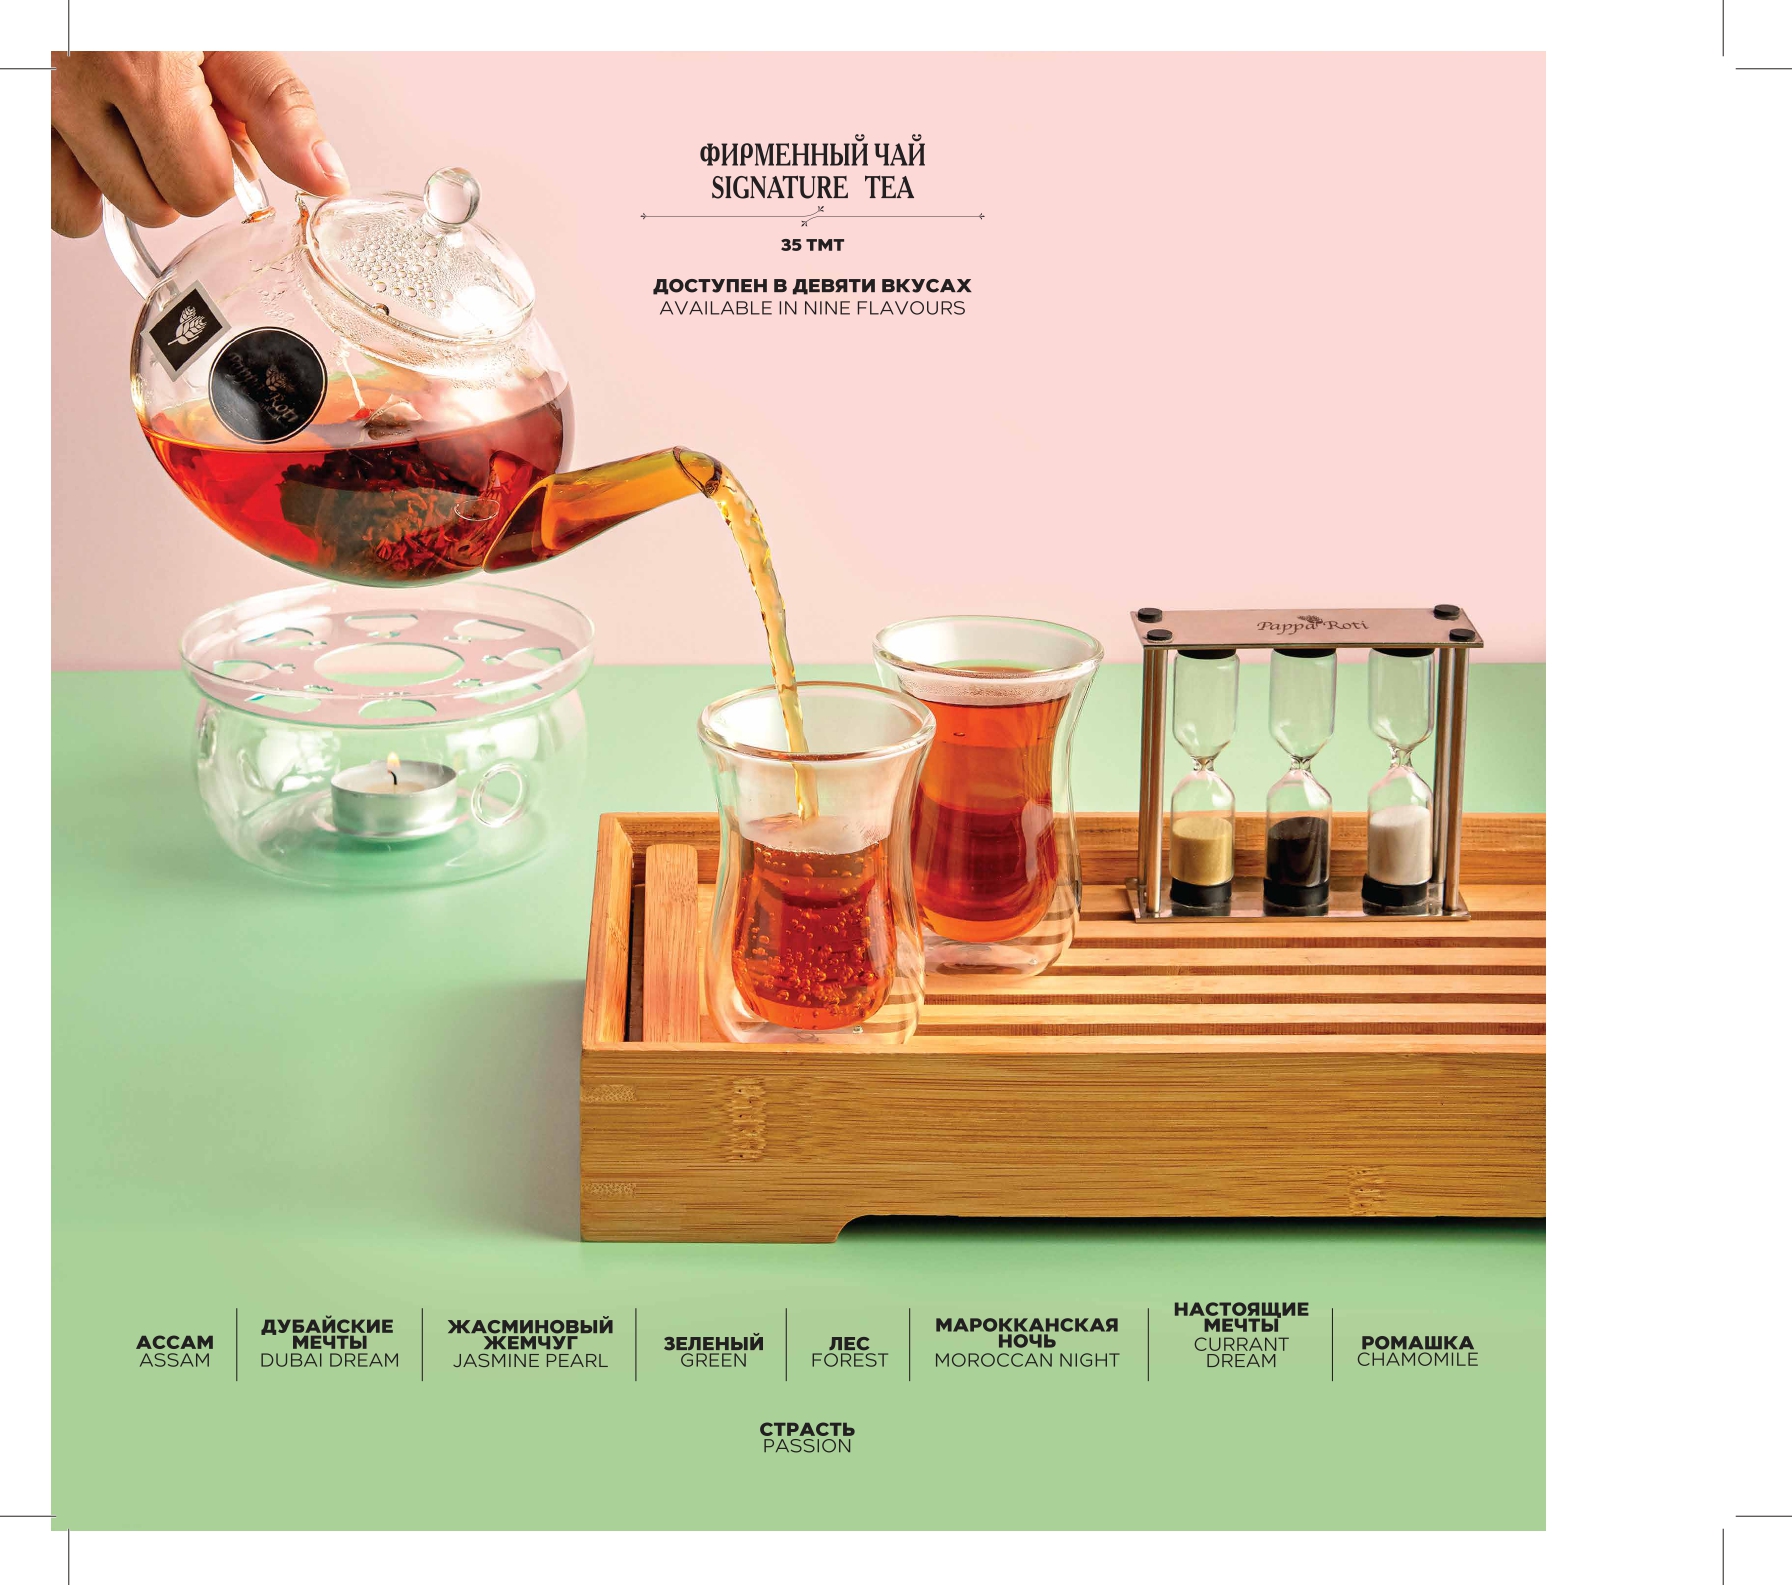 ФИРМЕННЫЙ ЧАЙ
SIGNATURE TEA
35 TMT
ДОСТУПЕН В ДЕВЯТИ ВКУСАХ
AVAILABLE IN NINE FLAVOURS
Pappa Roti
Pappa Roti
АССАМ
ASSAM
ДУБАЙСКИЕ
МЕЧТЫ
DUBAI DREAM
ЖАСМИНОВЫЙ
ЖЕМЧУГ
JASMINE PEARL
ЗЕЛЕНЫЙ
GREEN
ЛЕС
FOREST
МАРОККАНСКАЯ
НОЧЬ
MOROCCAN NIGHT
НАСТОЯЩИЕ
МЕЧТЫ
CURRANT
DREAM
РОМАШКА
CHAMOMILE
СТРАСТЬ
PASSION